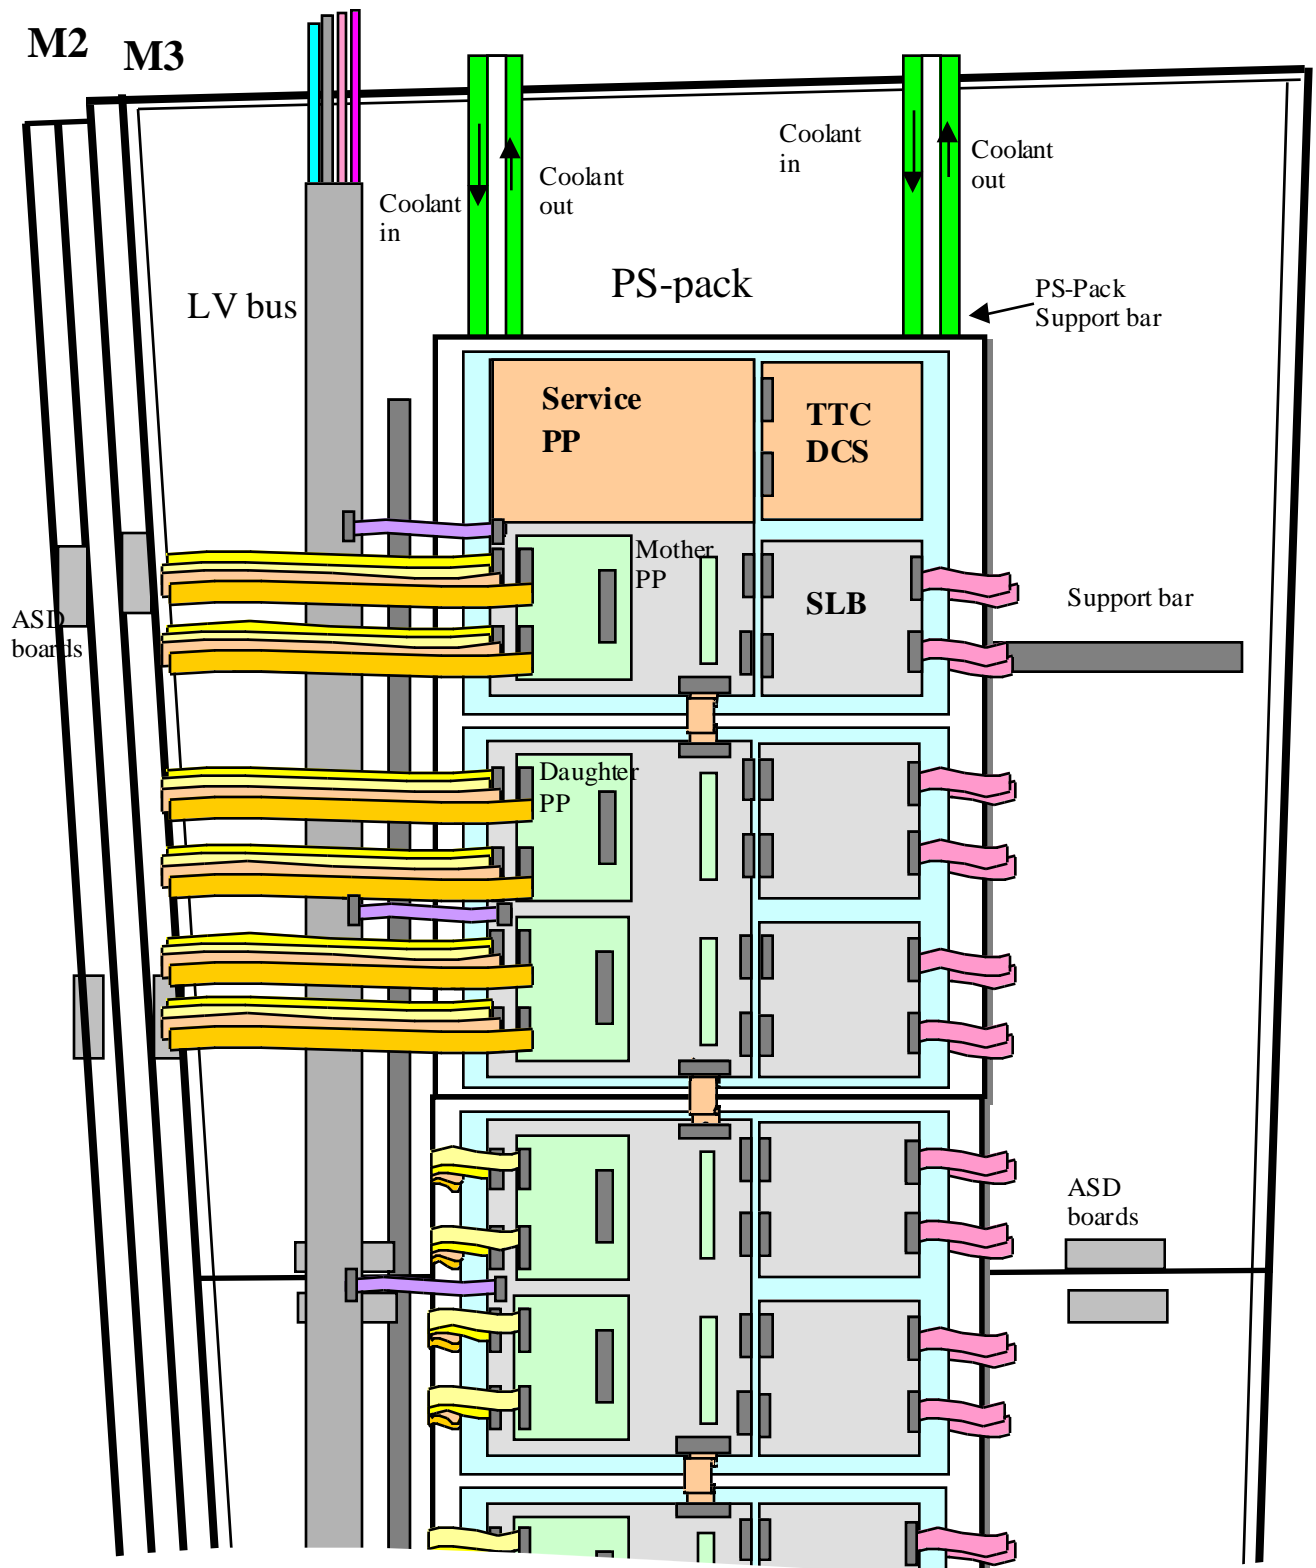 M2
M3
Coolant
in
Coolant
out
Coolant
in
Coolant
out
PS-pack
LV bus
PS-Pack
Support bar
Service
PP
TTC
DCS
Mother
PP
SLB
Support bar
ASD
boards
Daughter
PP
ASD
boards